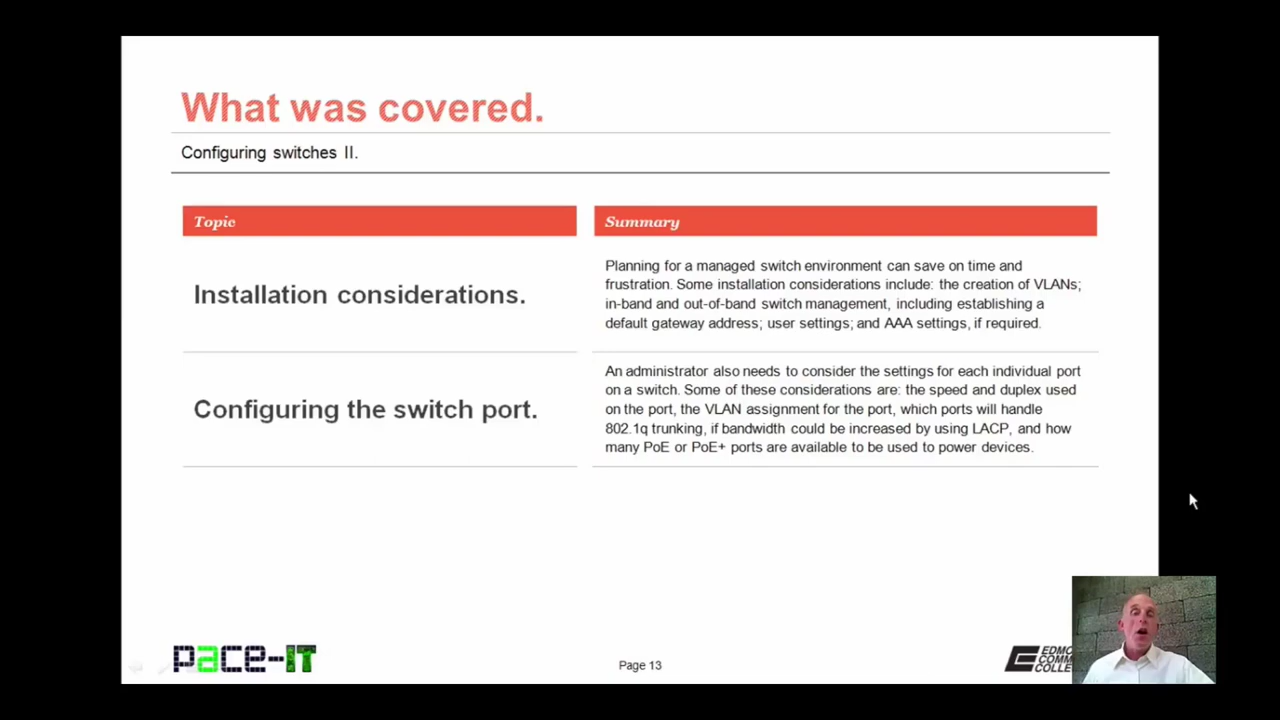 What was covered.
Configuring switches II.
Topic
Summary
Installation considerations.
Planning for a managed switch environment can save on time and
frustration. Some installation considerations include: the creation of VLANs;
in-band and out-of-band switch management, including establishing a
default gateway address; user settings; and AAA settings, if required.
Configuring the switch port.
An administrator also needs to consider the settings for each individual port
on a switch. Some of these considerations are: the speed and duplex used
on the port, the VLAN assignment for the port, which ports will handle
802.1q trunking, if bandwidth could be increased by using LACP, and how
many PoE or PoE+ ports are available to be used to power devices.
pace-IT
Page 13